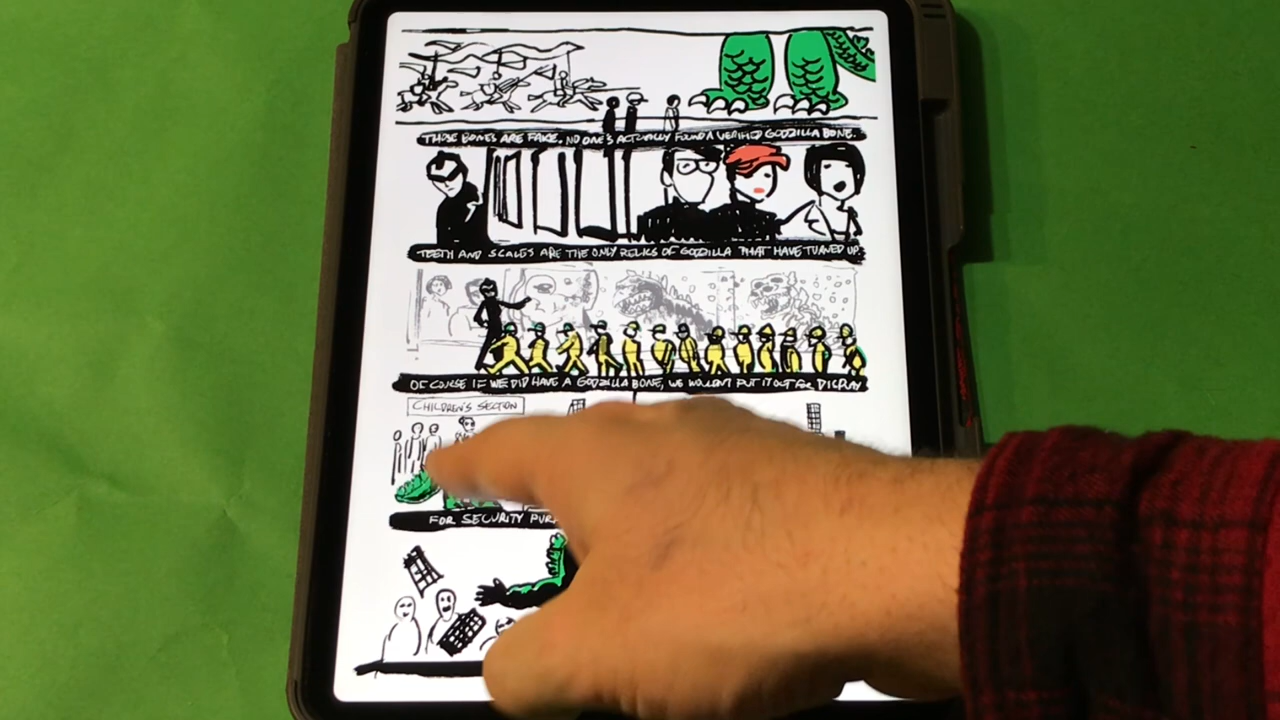 THOSE BONES ARE FAKE. NO ONE'S ACTUALLY FOUND A VERIFIED GODZILLA BONE.
TEETH AND SCALES ARE THE ONLY RELICS OF GODZILLA THAT HAVE TURNED UP.
OF COURSE IF WE DID HAVE A GODZILLA BONE, WE WOULDN'T PUT IT OUT FOR DISPLAY
CHILDREN'S SECTION
FOR SECURITY